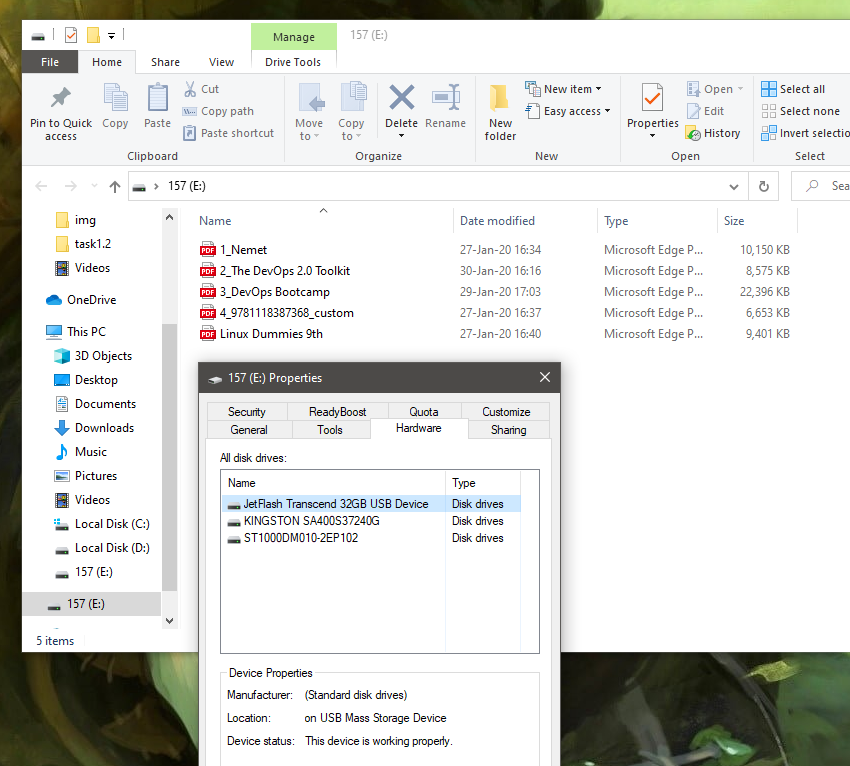 Manage
157 (E:)
File
Home
Share
View
Drive Tools
Pin to Quick access
Copy
Paste
Cut
Copy path
Paste shortcut
Clipboard
Move to
Copy to
Delete
Rename
Organize
New folder
New item
Easy access
New
Properties
Open
Edit
History
Open
Select all
Select none
Invert selectio
Select
157 (E:)
Sea
img
task1.2
Videos
OneDrive
This PC
3D Objects
Desktop
Documents
Downloads
Music
Pictures
Videos
Local Disk (C:)
Local Disk (D:)
157 (E:)
157 (E:)
5 items
Name Date modified Type Size
PDF 1_Nemet 27-Jan-20 16:34 Microsoft Edge P... 10,150 KB
PDF 2_The DevOps 2.0 Toolkit 30-Jan-20 16:16 Microsoft Edge P... 8,575 KB
PDF 3_DevOps Bootcamp 29-Jan-20 17:03 Microsoft Edge P... 22,396 KB
PDF 4_9781118387368_custom 27-Jan-20 16:37 Microsoft Edge P... 6,653 KB
PDF Linux Dummies 9th 27-Jan-20 16:40 Microsoft Edge P... 9,401 KB
157 (E:) Properties
Security ReadyBoost Quota Customize
General Tools Hardware Sharing
All disk drives:
Name Type
JetFlash Transcend 32GB USB Device Disk drives
KINGSTON SA400S37240G Disk drives
ST1000DM010-2EP102 Disk drives
Device Properties
Manufacturer: (Standard disk drives)
Location: on USB Mass Storage Device
Device status: This device is working properly.